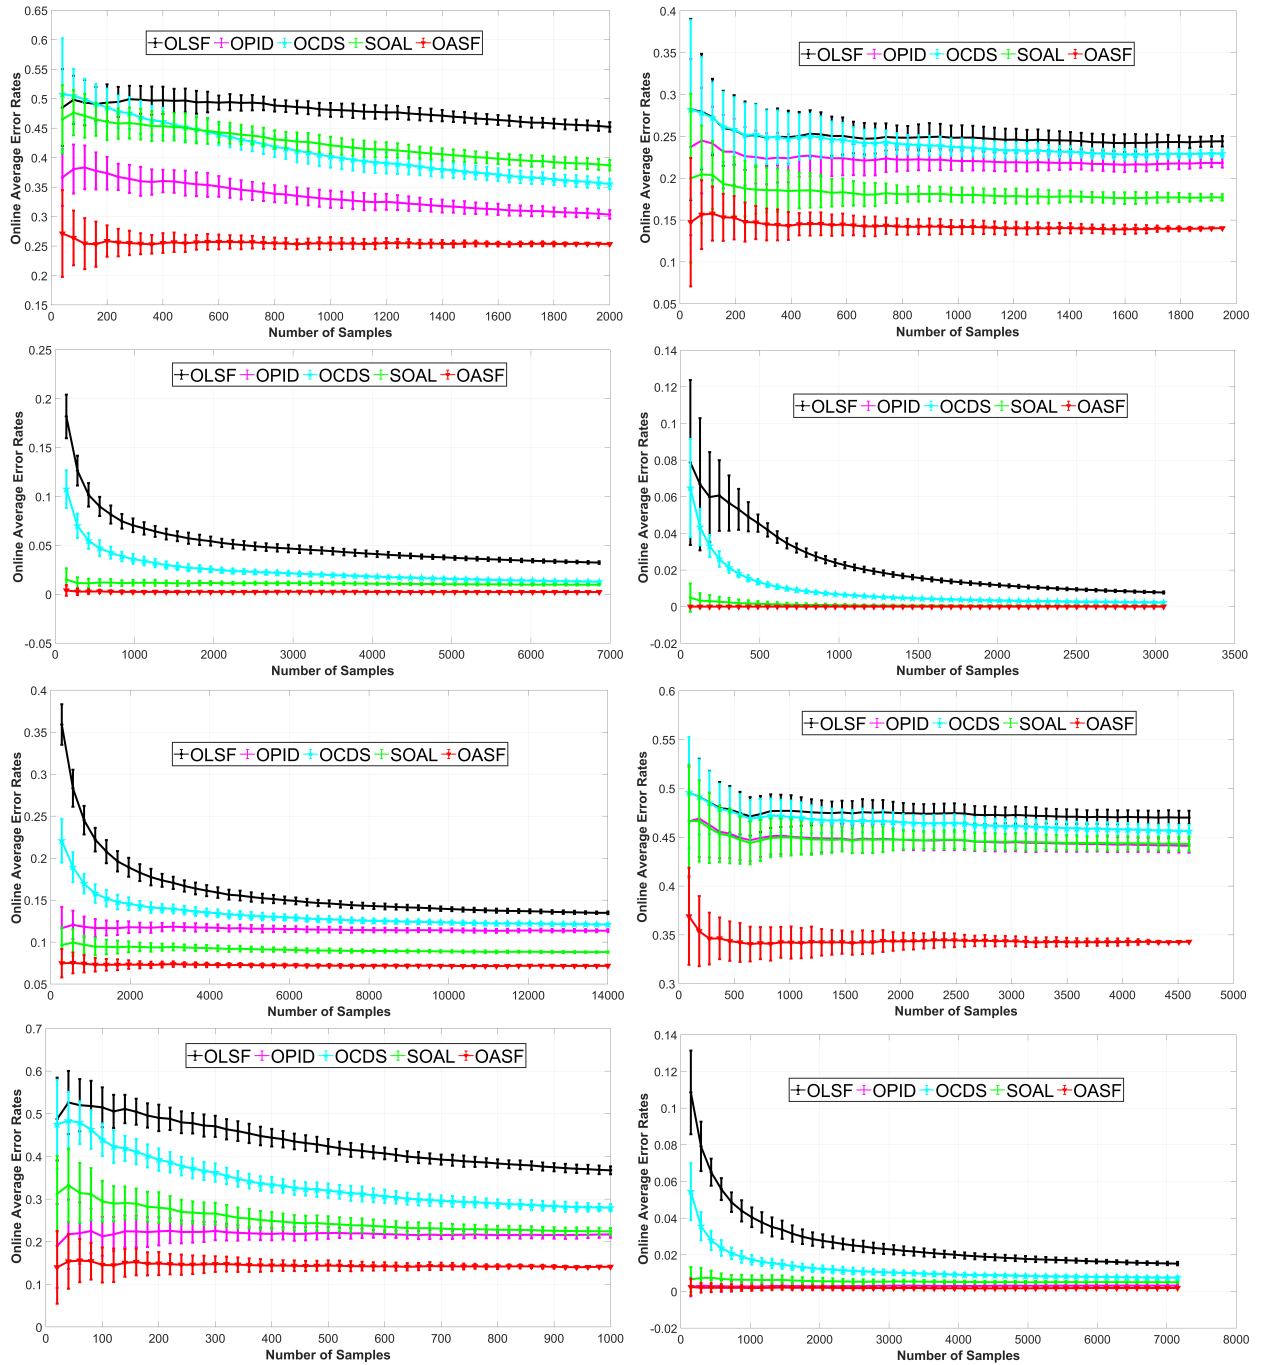 0.65
0.6
0.55
0.5
0.45
0.4
0.35
0.3
0.25
0.2
0.15
Online Average Error Rates
OLSF OPID OCDS SOAL OASF
0 200 400 600 800 1000 1200 1400 1600 1800 2000
Number of Samples
0.4
0.35
0.3
0.25
0.2
0.15
0.1
0.05
Online Average Error Rates
OLSF OPID OCDS SOAL OASF
0 200 400 600 800 1000 1200 1400 1600 1800 2000
Number of Samples
0.25
0.2
0.15
0.1
0.05
0
-0.05
Online Average Error Rates
OLSF OPID OCDS SOAL OASF
0 1000 2000 3000 4000 5000 6000 7000
Number of Samples
0.14
0.12
0.1
0.08
0.06
0.04
0.02
0
-0.02
Online Average Error Rates
OLSF OPID OCDS SOAL OASF
0 500 1000 1500 2000 2500 3000 3500
Number of Samples
0.4
0.35
0.3
0.25
0.2
0.15
0.1
0.05
Online Average Error Rates
OLSF OPID OCDS SOAL OASF
0 2000 4000 6000 8000 10000 12000 14000
Number of Samples
0.6
0.55
0.5
0.45
0.4
0.35
0.3
Online Average Error Rates
OLSF OPID OCDS SOAL OASF
0 500 1000 1500 2000 2500 3000 3500 4000 4500 5000
Number of Samples
0.7
0.6
0.5
0.4
0.3
0.2
0.1
0
Online Average Error Rates
OLSF OPID OCDS SOAL OASF
0 100 200 300 400 500 600 700 800 900 1000
Number of Samples
0.14
0.12
0.1
0.08
0.06
0.04
0.02
0
-0.02
Online Average Error Rates
OLSF OPID OCDS SOAL OASF
0 1000 2000 3000 4000 5000 6000 7000 8000
Number of Samples